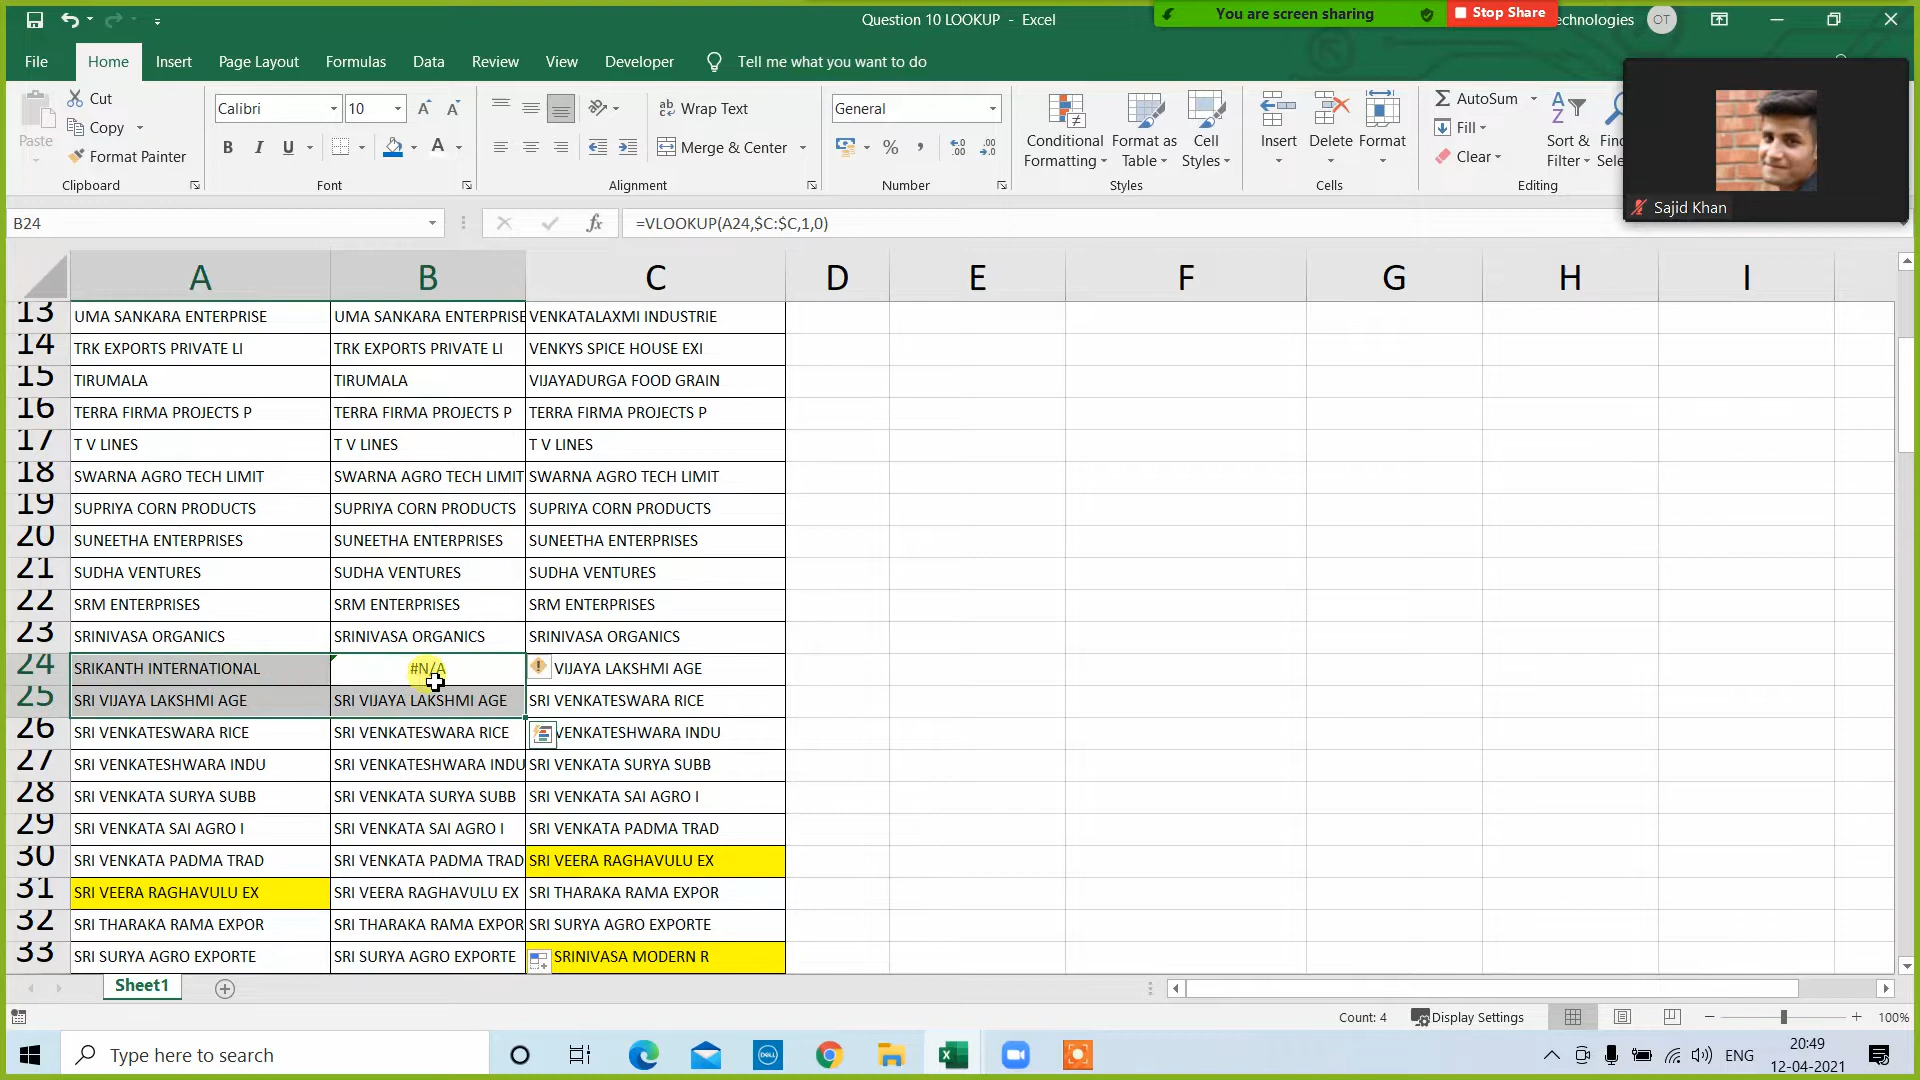 Question 10 LOOKUP - Excel
You are screen sharing
Stop Share
echnologies
OT
File
Home
Insert
Page Layout
Formulas
Data
Review
View
Developer
Tell me what you want to do
Paste
Cut
Copy
Format Painter
Clipboard
Calibri
10
B I U
Font
Wrap Text
Merge & Center
Alignment
General
%
Number
Conditional Formatting
Format as Table
Cell Styles
Styles
Insert
Delete
Format
Cells
AutoSum
Fill
Clear
Sort & Filter
Editing
Sajid Khan
B24
fx
=VLOOKUP(A24,$C:$C,1,0)
A B C D E F G H I
13 UMA SANKARA ENTERPRISE UMA SANKARA ENTERPRISE VENKATALAXMI INDUSTRIE
14 TRK EXPORTS PRIVATE LI TRK EXPORTS PRIVATE LI VENKYS SPICE HOUSE EXI
15 TIRUMALA TIRUMALA VIJAYADURGA FOOD GRAIN
16 TERRA FIRMA PROJECTS P TERRA FIRMA PROJECTS P TERRA FIRMA PROJECTS P
17 T V LINES T V LINES T V LINES
18 SWARNA AGRO TECH LIMIT SWARNA AGRO TECH LIMIT SWARNA AGRO TECH LIMIT
19 SUPRIYA CORN PRODUCTS SUPRIYA CORN PRODUCTS SUPRIYA CORN PRODUCTS
20 SUNEETHA ENTERPRISES SUNEETHA ENTERPRISES SUNEETHA ENTERPRISES
21 SUDHA VENTURES SUDHA VENTURES SUDHA VENTURES
22 SRM ENTERPRISES SRM ENTERPRISES SRM ENTERPRISES
23 SRINIVASA ORGANICS SRINIVASA ORGANICS SRINIVASA ORGANICS
24 SRIKANTH INTERNATIONAL #N/A VIJAYA LAKSHMI AGE
25 SRI VIJAYA LAKSHMI AGE SRI VIJAYA LAKSHMI AGE SRI VENKATESWARA RICE
26 SRI VENKATESWARA RICE SRI VENKATESWARA RICE VENKATESHWARA INDU
27 SRI VENKATESHWARA INDU SRI VENKATESHWARA INDU SRI VENKATA SURYA SUBB
28 SRI VENKATA SURYA SUBB SRI VENKATA SURYA SUBB SRI VENKATA SAI AGRO I
29 SRI VENKATA SAI AGRO I SRI VENKATA SAI AGRO I SRI VENKATA PADMA TRAD
30 SRI VENKATA PADMA TRAD SRI VENKATA PADMA TRAD SRI VEERA RAGHAVULU EX
31 SRI VEERA RAGHAVULU EX SRI VEERA RAGHAVULU EX SRI THARAKA RAMA EXPOR
32 SRI THARAKA RAMA EXPOR SRI THARAKA RAMA EXPOR SRI SURYA AGRO EXPORTE
33 SRI SURYA AGRO EXPORTE SRI SURYA AGRO EXPORTE SRINIVASA MODERN R
Sheet1
Count: 4
Display Settings
100%
Type here to search
DELL
ENG
20:49
12-04-2021